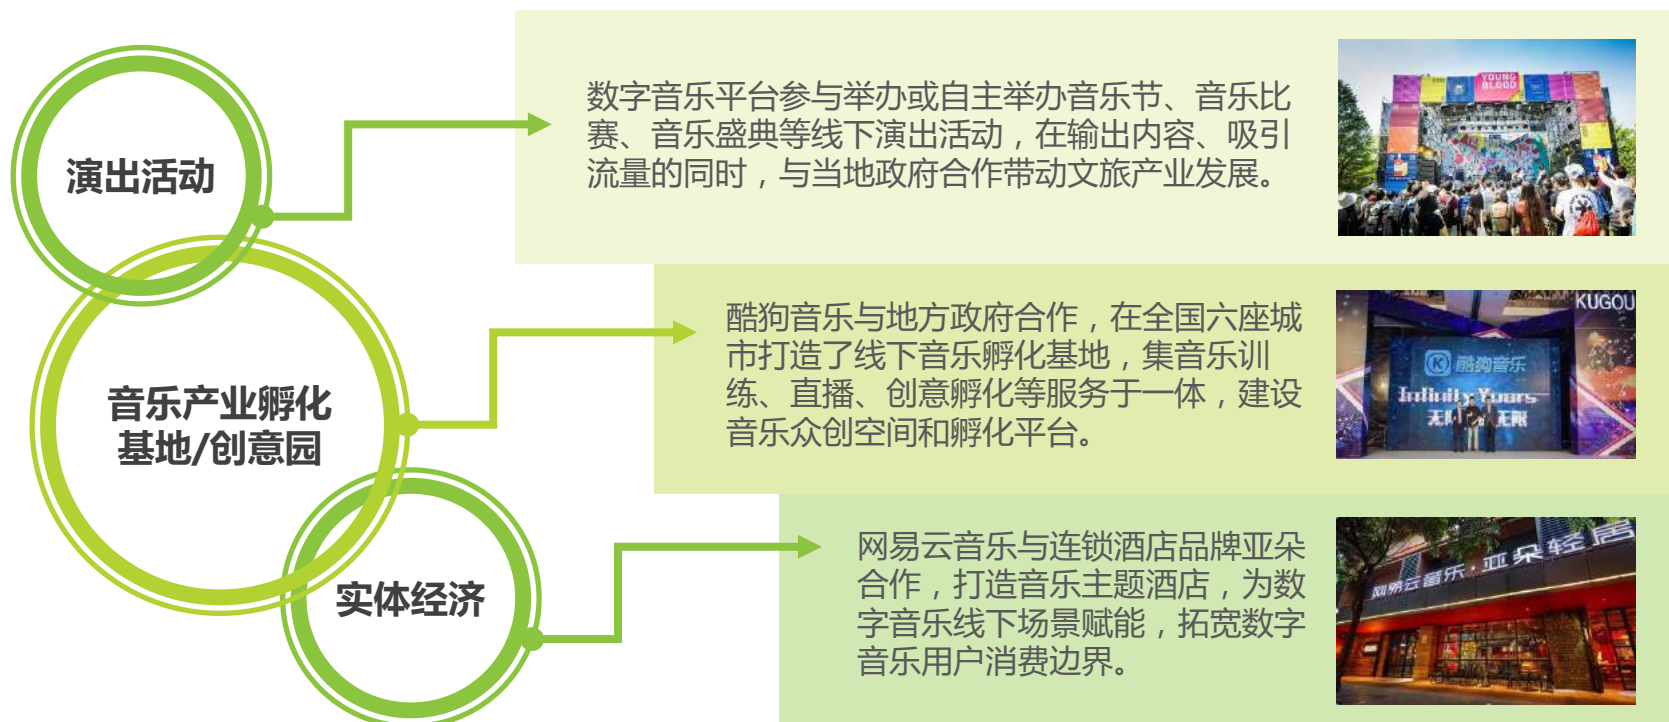 演出活动
数字音乐平台参与举办或自主举办音乐节、音乐比
赛、音乐盛典等线下演出活动，在输出内容、吸引
流量的同时，与当地政府合作带动文旅产业发展。
YOUNG
BLOOD
音乐产业孵化
基地/创意园
酷狗音乐与地方政府合作，在全国六座城
市打造了线下音乐孵化基地，集音乐训
练、直播、创意孵化等服务于一体，建设
音乐众创空间和孵化平台。
KUGOU
K 酷狗音乐
Infinity Yours
实体经济
网易云音乐与连锁酒店品牌亚朵
合作，打造音乐主题酒店，为数
字音乐线下场景赋能，拓宽数字
音乐用户消费边界。
网易云音乐·亚朵轻居